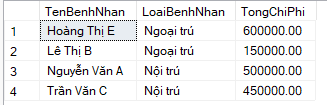 TenBenhNhan LoaiBenhNhan TongChiPhi
1 Hoàng Thị E Ngoại trú 600000.00
2 Lê Thị B Ngoại trú 150000.00
3 Nguyễn Văn A Nội trú 500000.00
4 Trần Văn C Nội trú 450000.00